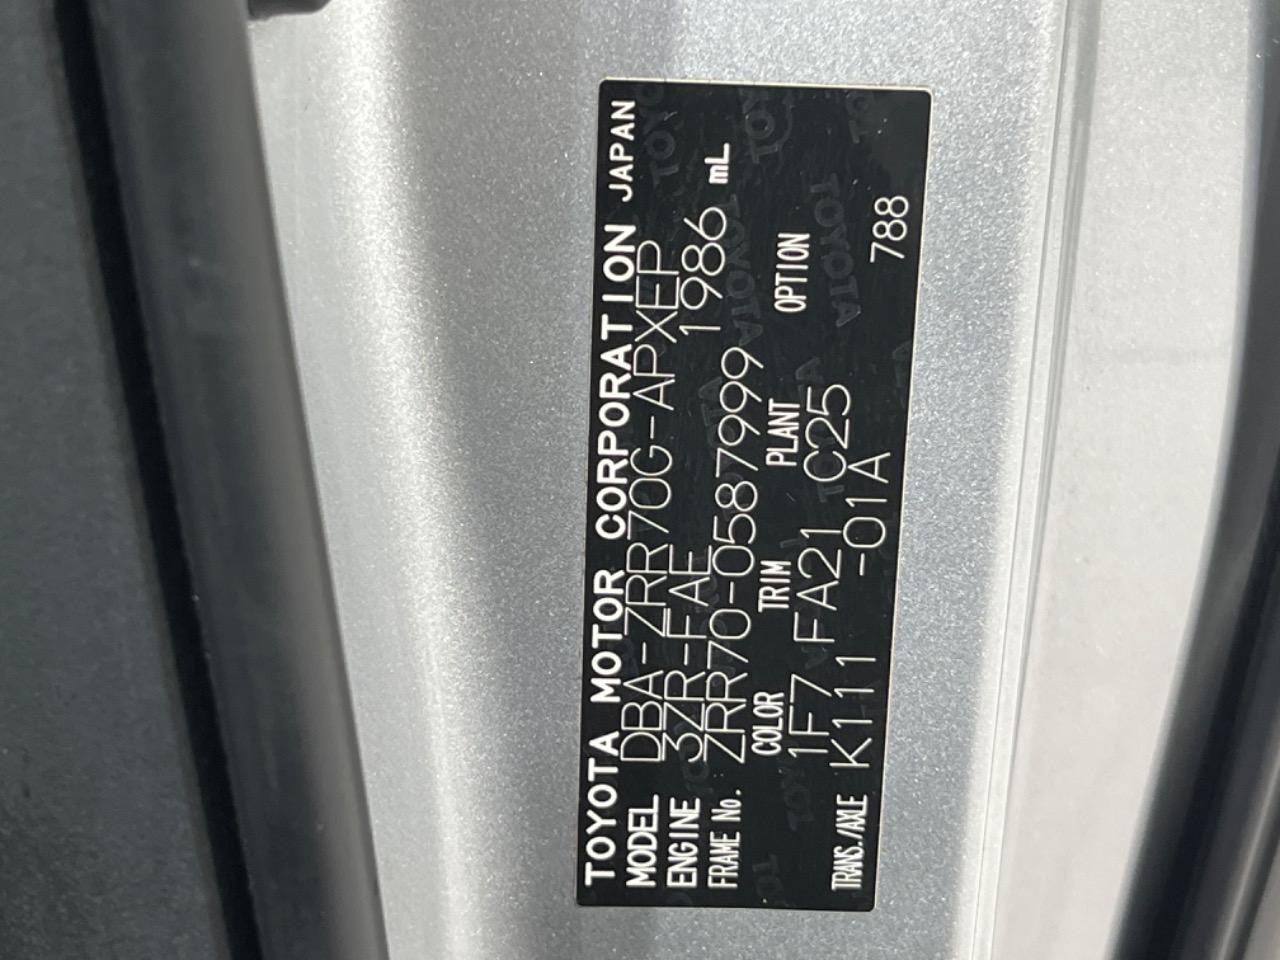 TOYOTA MOTOR CORPORATION JAPAN
MODEL DBA-ZRR70G-APXEP
ENGINE 3ZR-FAE 1986 mL
FRAME No. ZRR70-0587999
COLOR TRIM PLANT OPTION
1F7 FA21 C25
TRANS./AXLE K111 -01A 788